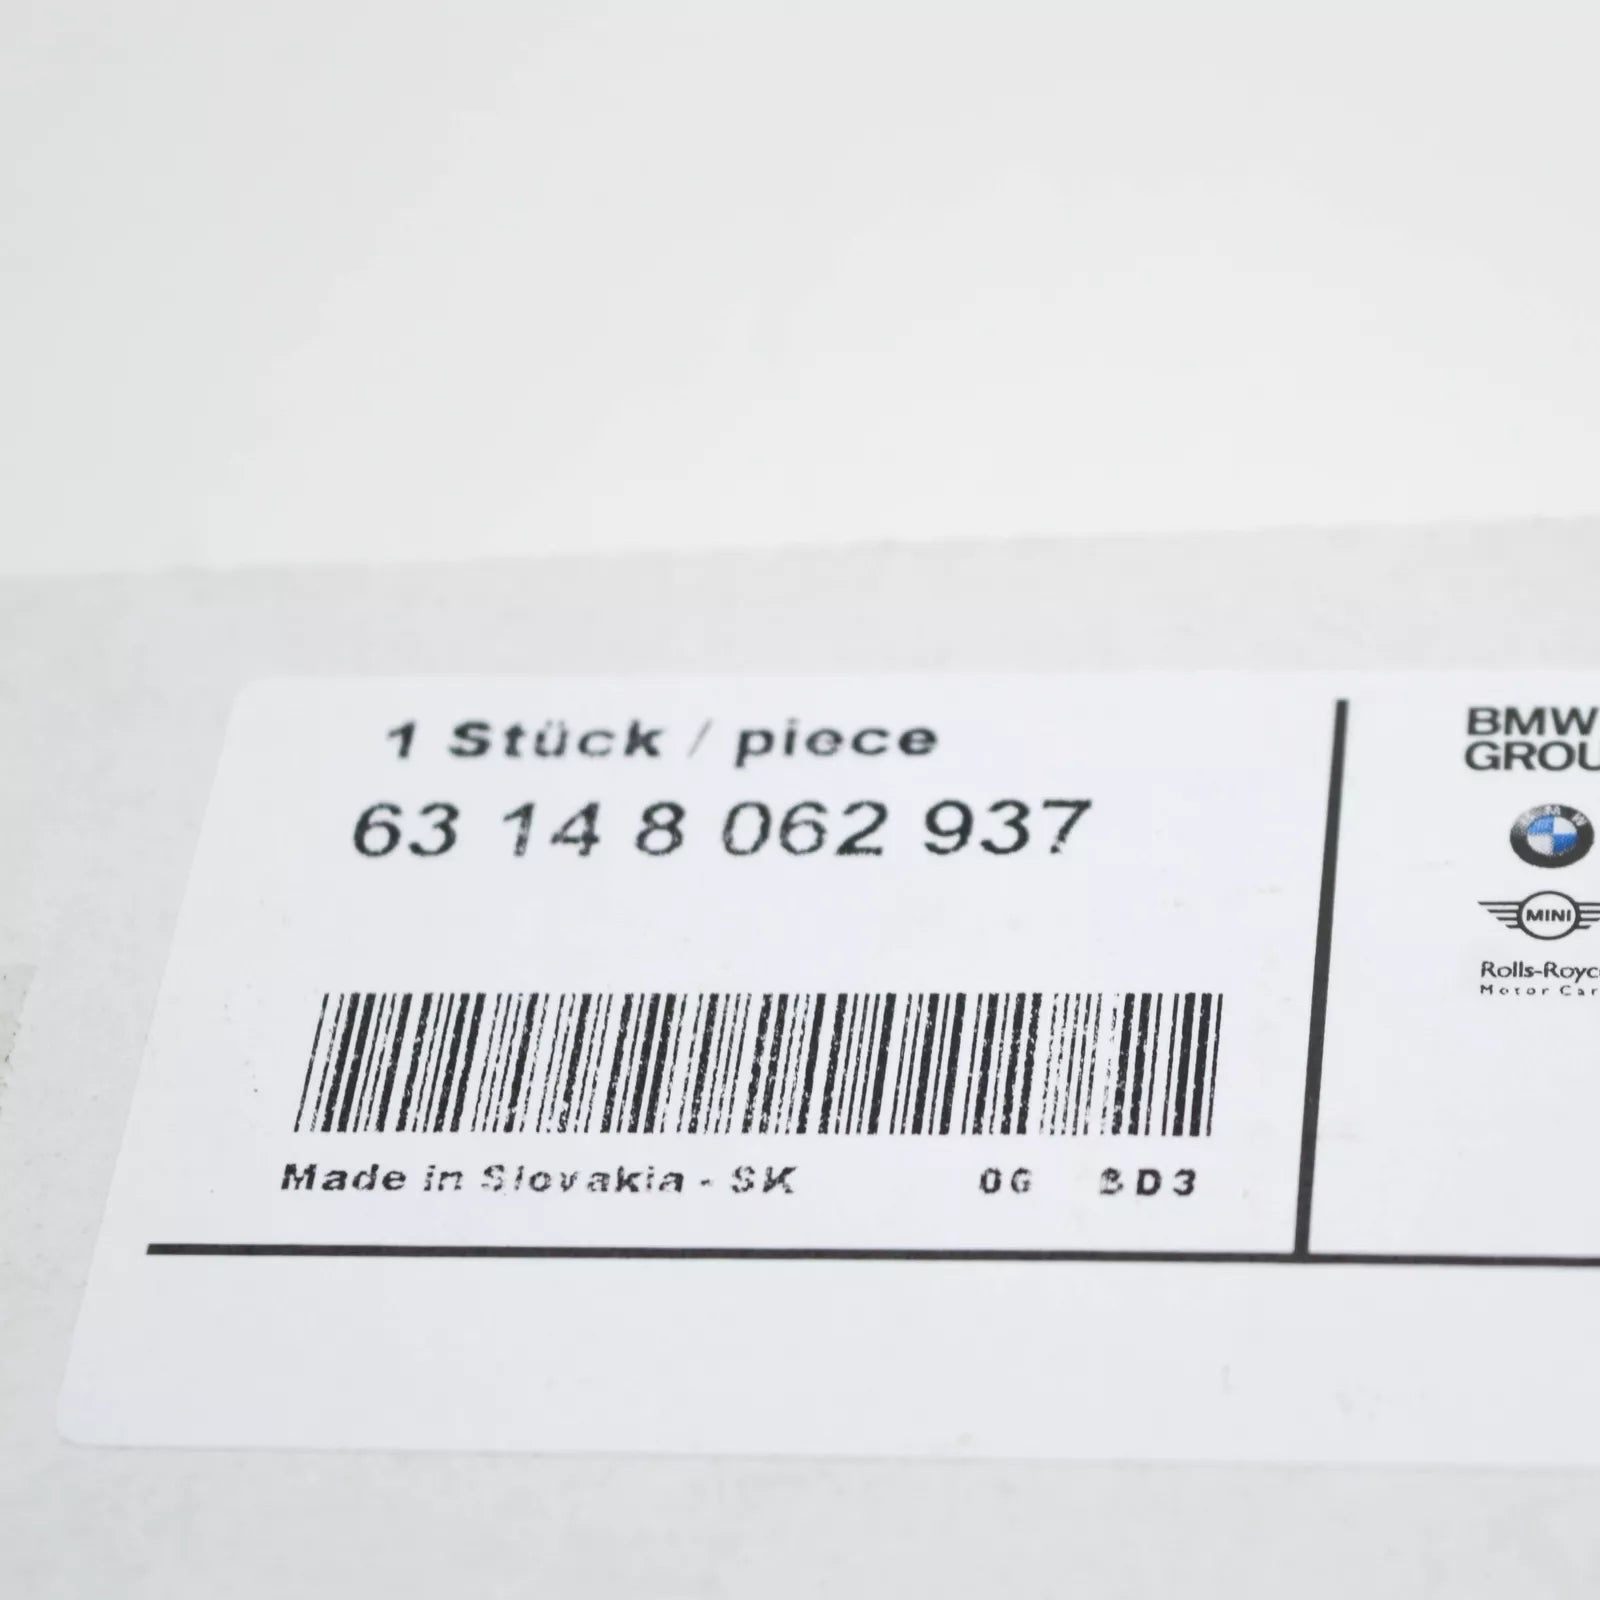 1 Stück / piece
63 14 8 062 937
Made in Slovakia - SK 0G BD3
BMW
GROU
MINI
Rolls-Royc
Motor Car